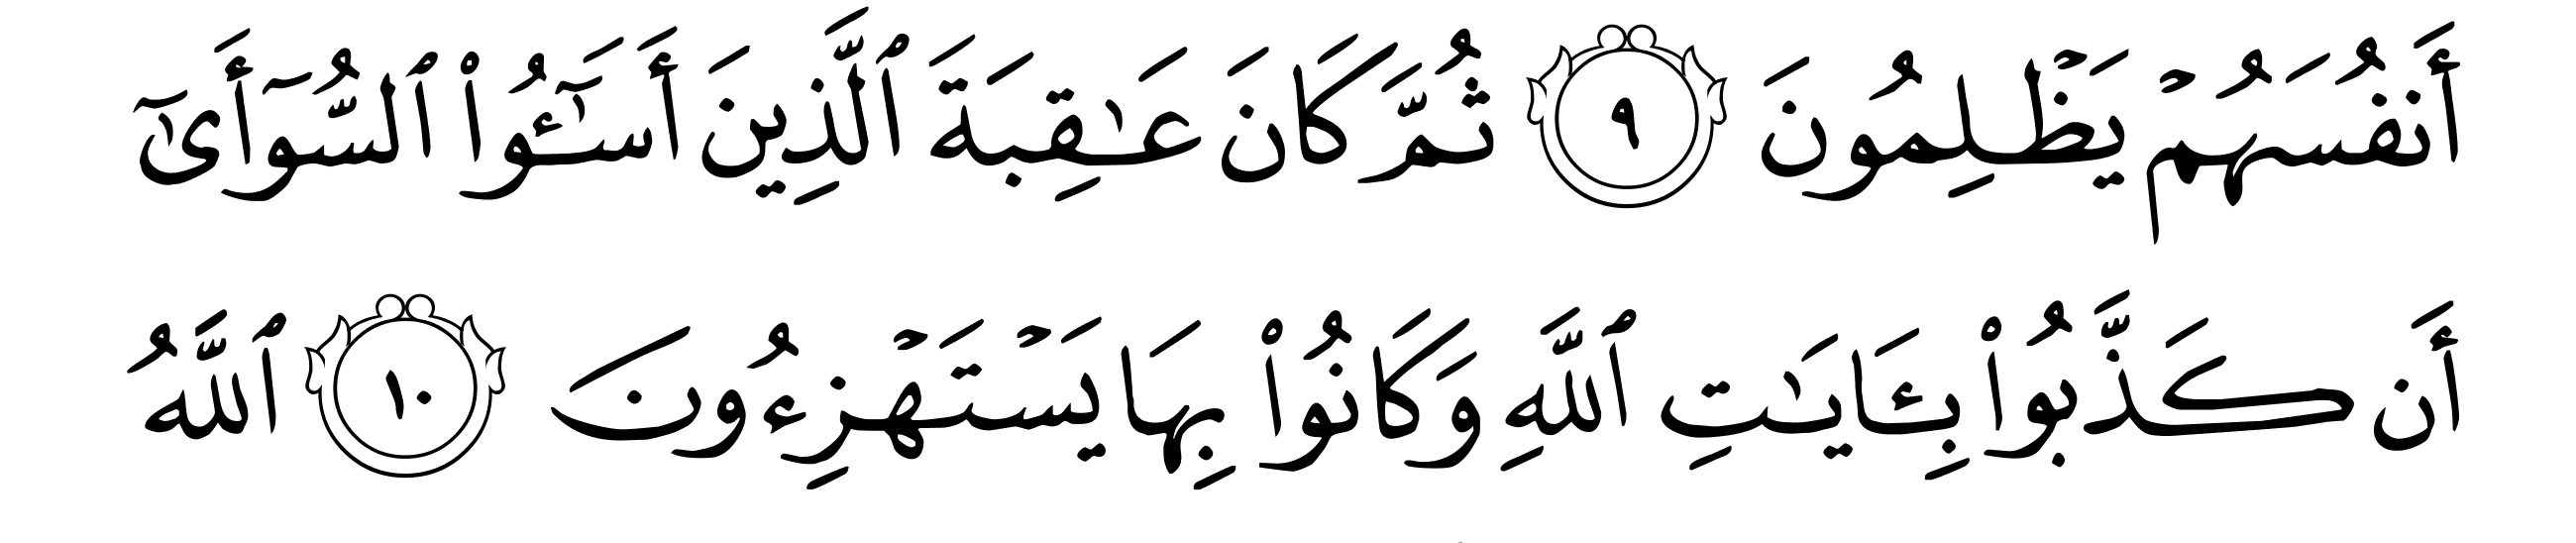 أَنفُسَهُمۡ يَظۡلِمُونَ ٩ ثُمَّ كَانَ عَٰقِبَةَ ٱلَّذِينَ أَسَٰٓـُٔواْ ٱلسُّوٓأَىٰٓ
أَن كَذَّبُواْ بِـَٔايَٰتِ ٱللَّهِ وَكَانُواْ بِهَا يَسۡتَهۡزِءُونَ ١٠ ٱللَّهُ